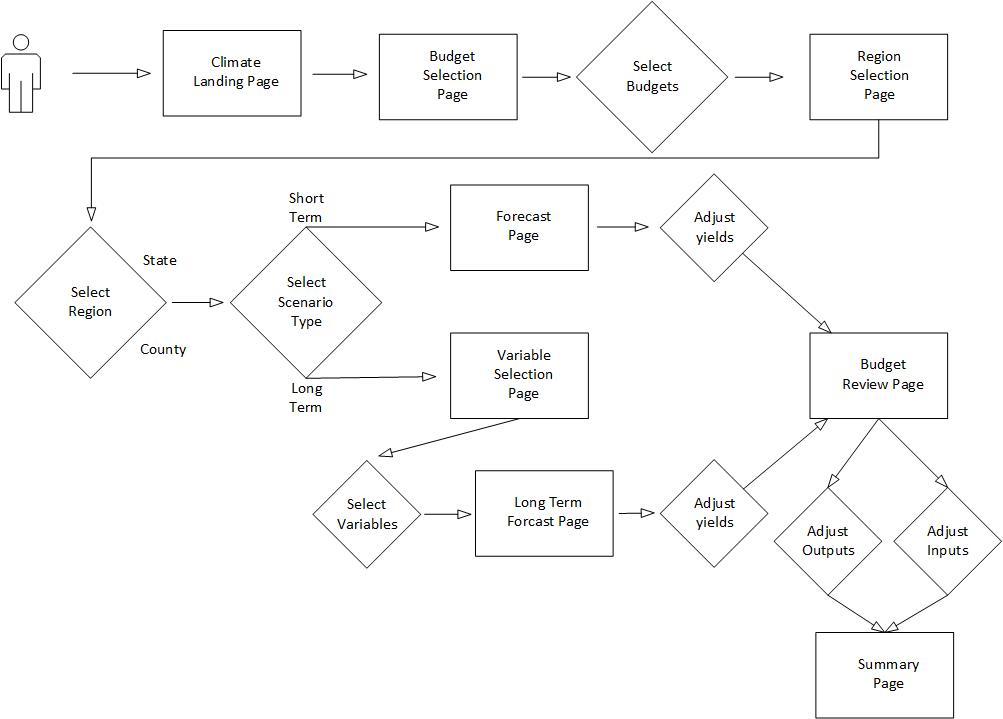 Climate
Landing Page
Budget
Selection
Page
Select
Budgets
Region
Selection
Page
Select
Region
State
County
Select
Scenario
Type
Short
Term
Forecast
Page
Adjust
yields
Long
Term
Variable
Selection
Page
Select
Variables
Long Term
Forcast Page
Adjust
yields
Budget
Review Page
Adjust
Outputs
Adjust
Inputs
Summary
Page